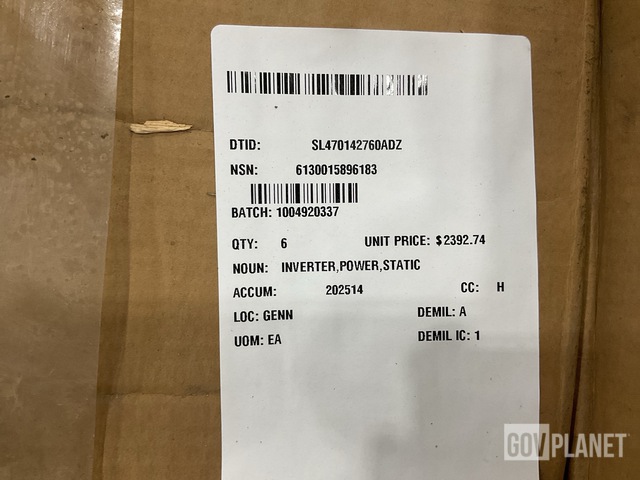 DTID: SL470142760ADZ
NSN: 6130015896183
BATCH: 1004920337
QTY: 6 UNIT PRICE: $2392.74
NOUN: INVERTER,POWER,STATIC
ACCUM: 202514 CC: H
LOC: GENN DEMIL: A
UOM: EA DEMIL IC: 1
GOVPLANET